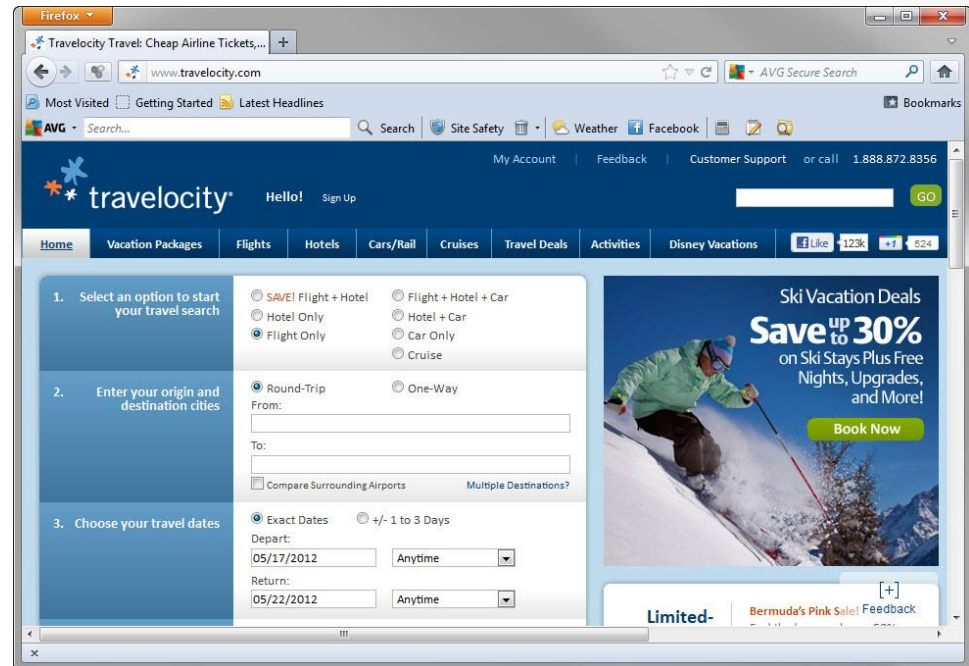 Firefox
Travelocity Travel: Cheap Airline Tickets,... +
www.travelocity.com
AVG Secure Search
Most Visited Getting Started Latest Headlines Bookmarks
AVG Search... Search Site Safety Weather Facebook
My Account | Feedback | Customer Support or call 1.888.872.8356
travelocity Hello! Sign Up GO
Home Vacation Packages Flights Hotels Cars/Rail Cruises Travel Deals Activities Disney Vacations Like 123k +1 524
1. Select an option to start
your travel search
SAVE! Flight + Hotel Flight + Hotel + Car
Hotel Only Hotel + Car
Flight Only Car Only
Cruise
2. Enter your origin and
destination cities
Round-Trip One-Way
From:
To:
Compare Surrounding Airports Multiple Destinations?
3. Choose your travel dates
Exact Dates +/- 1 to 3 Days
Depart:
05/17/2012 Anytime
Return:
05/22/2012 Anytime
Ski Vacation Deals
Save up to 30%
on Ski Stays Plus Free
Nights, Upgrades,
and More!
Book Now
[+]
Feedback
Limited-
Bermuda's Pink Sale!